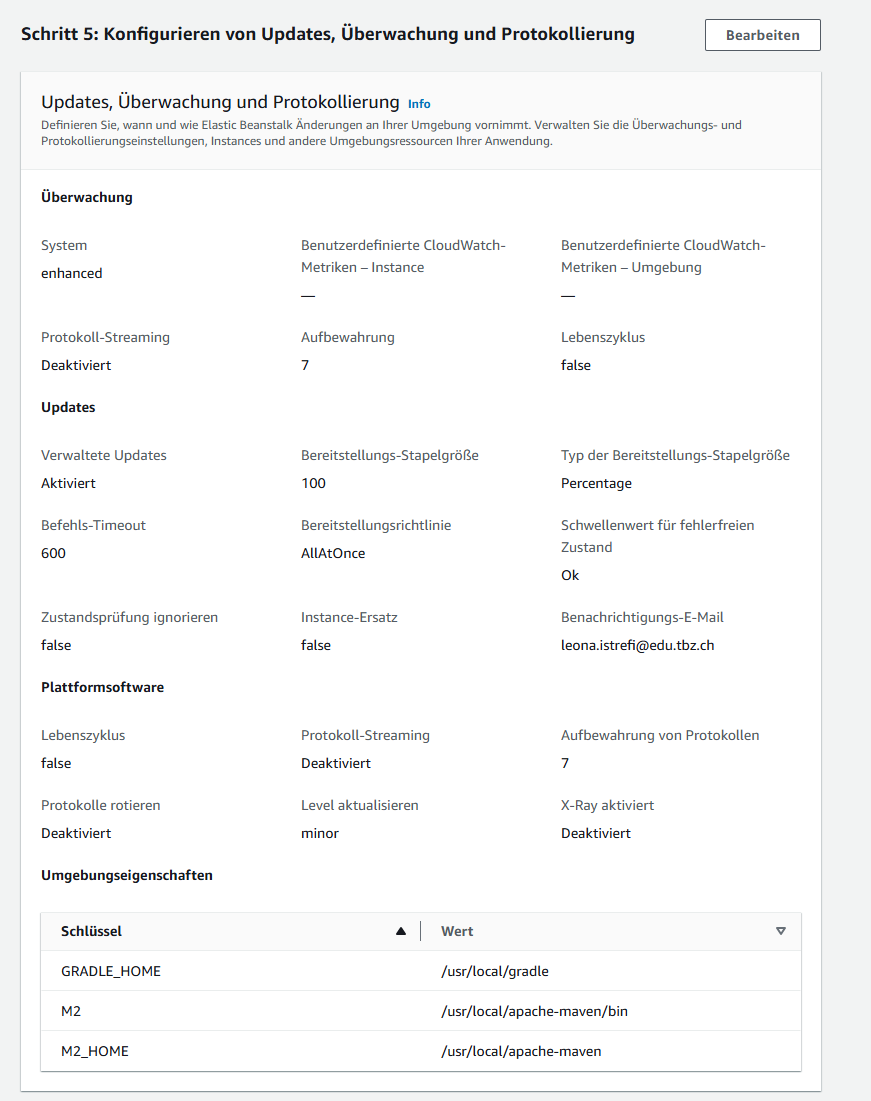 Schritt 5: Konfigurieren von Updates, Überwachung und Protokollierung
Bearbeiten
Updates, Überwachung und Protokollierung Info
Definieren Sie, wann und wie Elastic Beanstalk Änderungen an Ihrer Umgebung vornimmt. Verwalten Sie die Überwachungs- und
Protokollierungseinstellungen, Instances und andere Umgebungsressourcen Ihrer Anwendung.
Überwachung
System
enhanced
Benutzerdefinierte CloudWatch-
Metriken – Instance
—
Benutzerdefinierte CloudWatch-
Metriken – Umgebung
—
Protokoll-Streaming
Deaktiviert
Aufbewahrung
7
Lebenszyklus
false
Updates
Verwaltete Updates
Aktiviert
Bereitstellungs-Stapelgröße
100
Typ der Bereitstellungs-Stapelgröße
Percentage
Befehls-Timeout
600
Bereitstellungsrichtlinie
AllAtOnce
Schwellenwert für fehlerfreien
Zustand
Ok
Zustandsprüfung ignorieren
false
Instance-Ersatz
false
Benachrichtigungs-E-Mail
leona.istrefi@edu.tbz.ch
Plattformsoftware
Lebenszyklus
false
Protokoll-Streaming
Deaktiviert
Aufbewahrung von Protokollen
7
Protokolle rotieren
Deaktiviert
Level aktualisieren
minor
X-Ray aktiviert
Deaktiviert
Umgebungseigenschaften
Schlüssel
Wert
GRADLE_HOME
/usr/local/gradle
M2
/usr/local/apache-maven/bin
M2_HOME
/usr/local/apache-maven